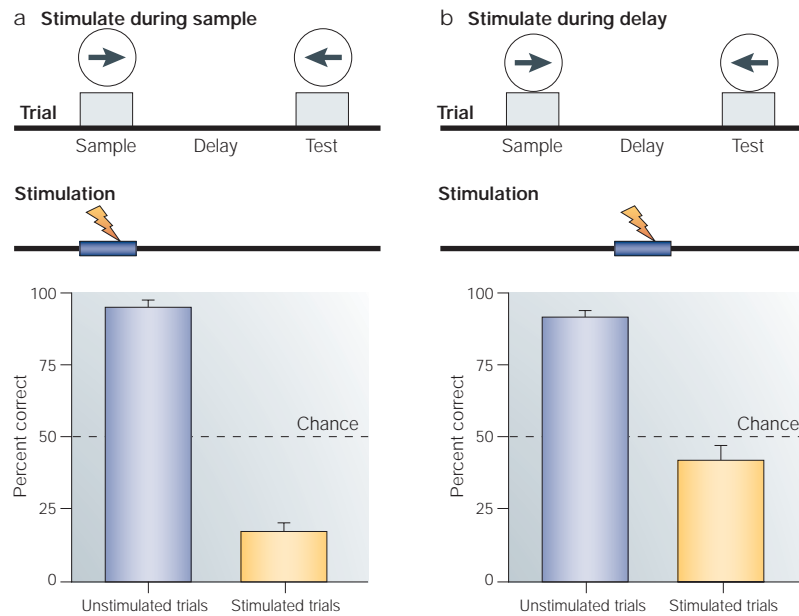 a Stimulate during sample
Trial
Sample Delay Test
Stimulation
100
75
50
25
0
Percent correct
Chance
Unstimulated trials Stimulated trials
b Stimulate during delay
Trial
Sample Delay Test
Stimulation
100
75
50
25
0
Percent correct
Chance
Unstimulated trials Stimulated trials